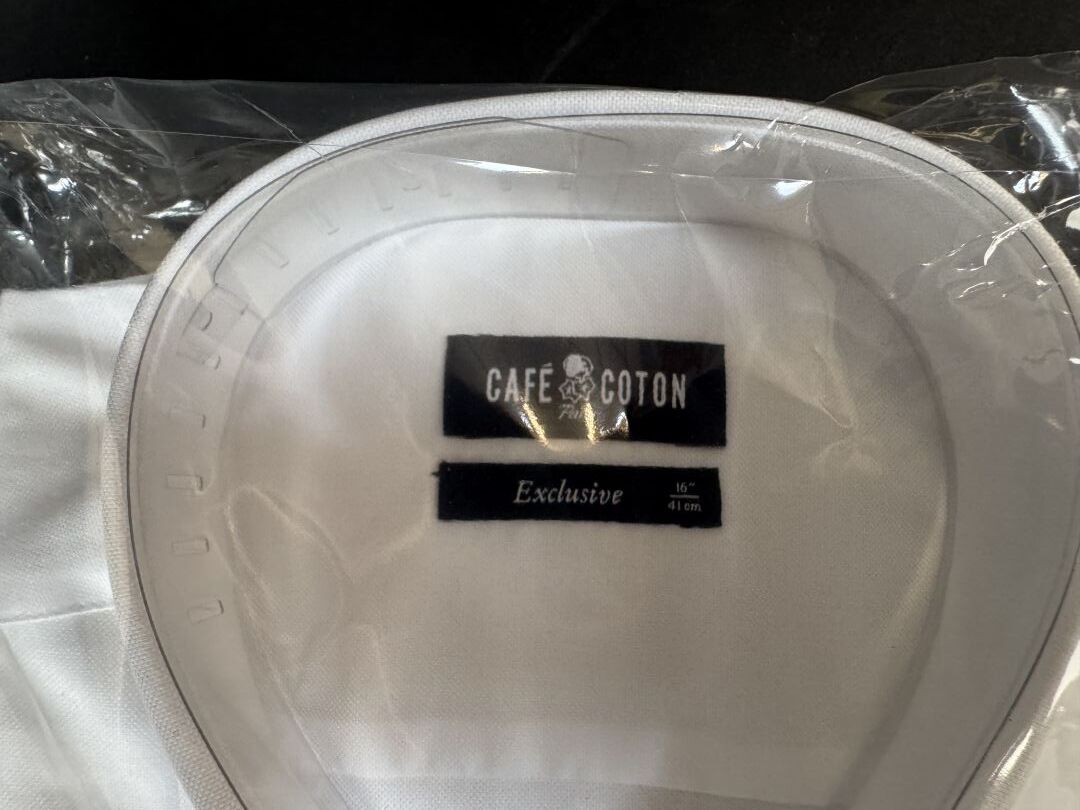 CAFÉ COTON
Exclusive
16"
41 cm